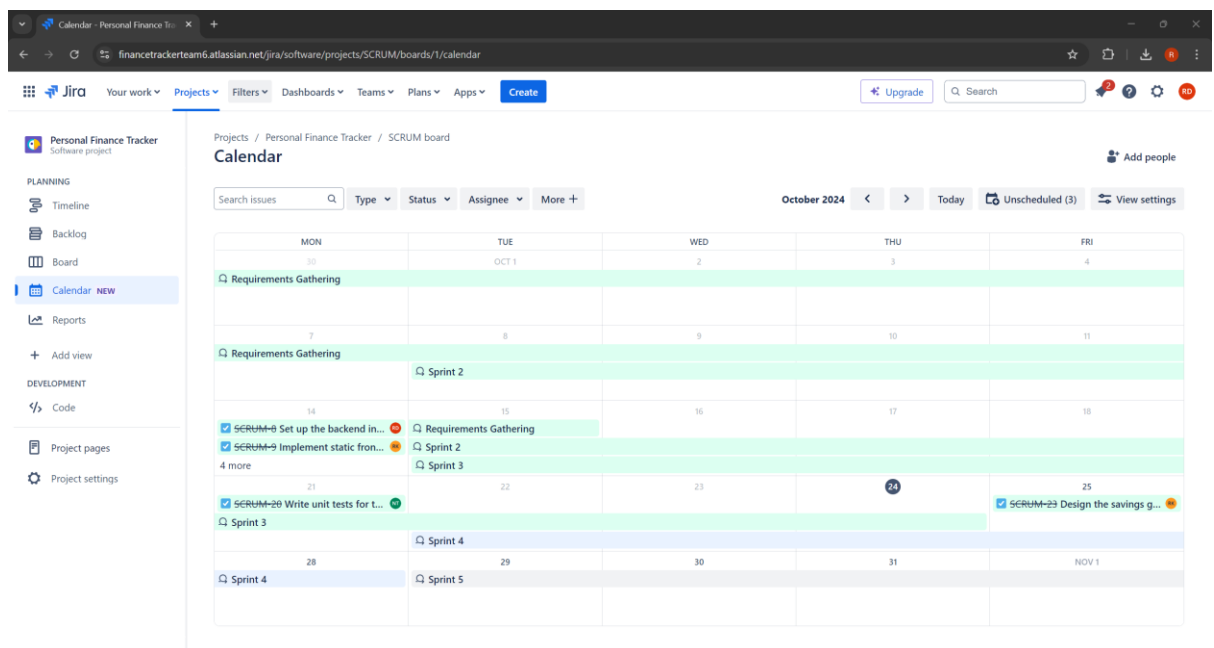 Calendar - Personal Finance Tra
financetrackerteam6.atlassian.net/jira/software/projects/SCRUM/boards/1/calendar
R
Jira Your work Projects Filters Dashboards Teams Plans Apps Create Upgrade Search 2 RD
Personal Finance Tracker
Software project
PLANNING
Timeline
Backlog
Board
Calendar NEW
Reports
+ Add view
DEVELOPMENT
Code
Project pages
Project settings
Projects / Personal Finance Tracker / SCRUM board
Calendar
Add people
Search issues Type Status Assignee More + October 2024 < > Today Unscheduled (3) View settings
MON TUE WED THU FRI
30 OCT 1 2 3 4
Requirements Gathering
7 8 9 10 11
Requirements Gathering
Sprint 2
14 15 16 17 18
SCRUM-8 Set up the backend in... RD Requirements Gathering
SCRUM-9 Implement static fron... Sprint 2
4 more Sprint 3
21 22 23 24 25
SCRUM-20 Write unit tests for t... SCRUM-23 Design the savings g...
Sprint 3
Sprint 4
28 29 30 31 NOV 1
Sprint 4 Sprint 5